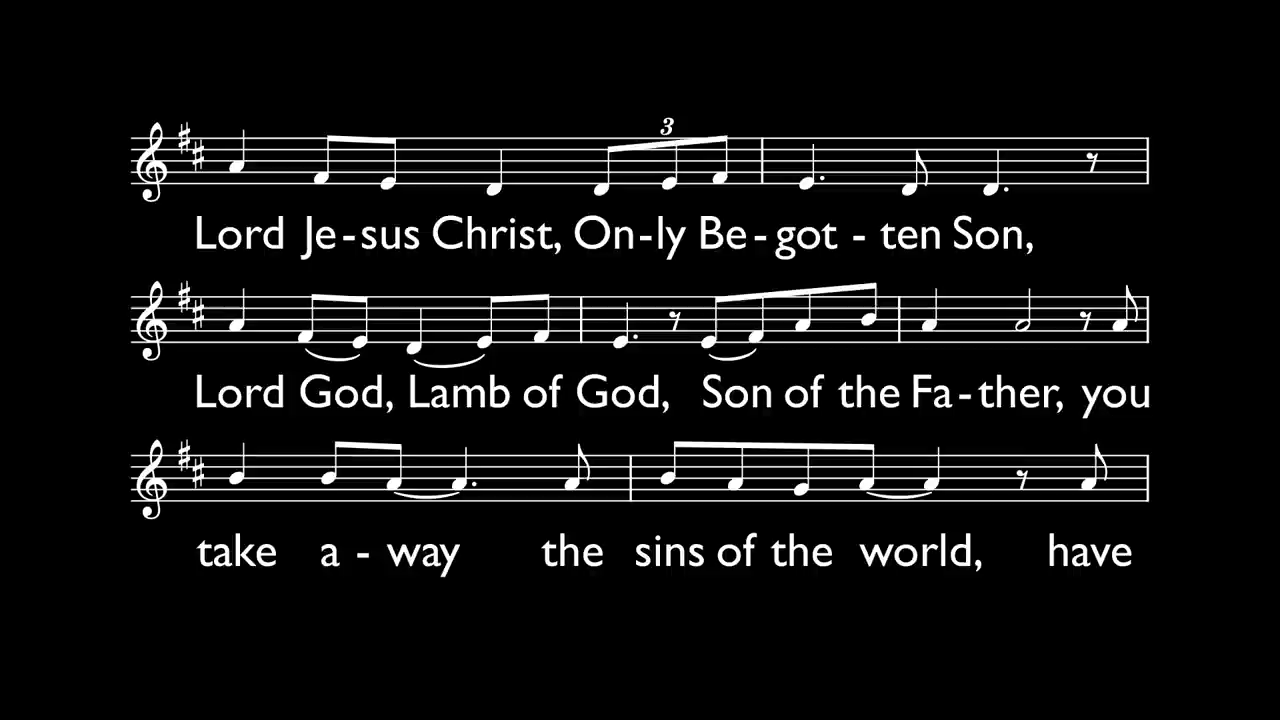 3
Lord Je-sus Christ, On-ly Be-got - ten Son,
Lord God, Lamb of God, Son of the Fa-ther, you
take a - way the sins of the world, have